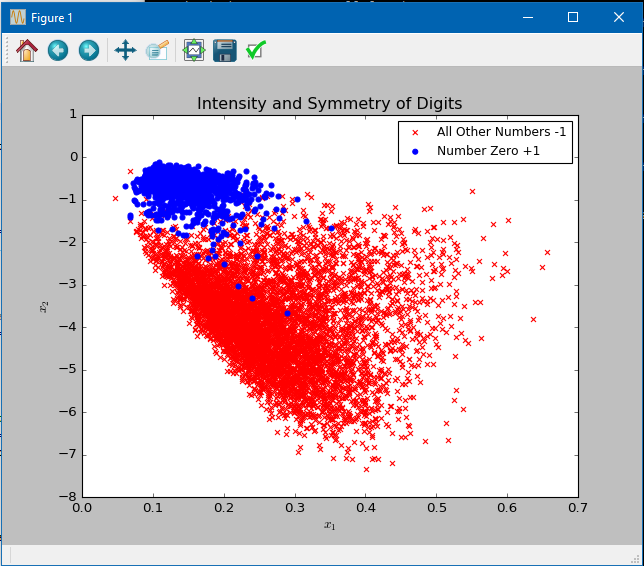 Figure 1
Intensity and Symmetry of Digits
All Other Numbers -1
Number Zero +1
1
0
−1
−2
−3
−4
−5
−6
−7
−8
x₂
0.0 0.1 0.2 0.3 0.4 0.5 0.6 0.7
x₁